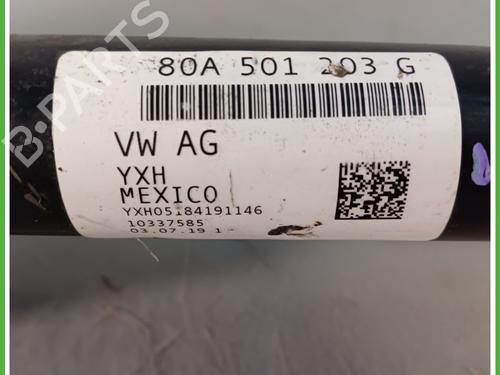 80A 501 203 G
VW AG
YXH
MEXICO
YXH05184191146
10337585
03.07.19 1
B-PARTS